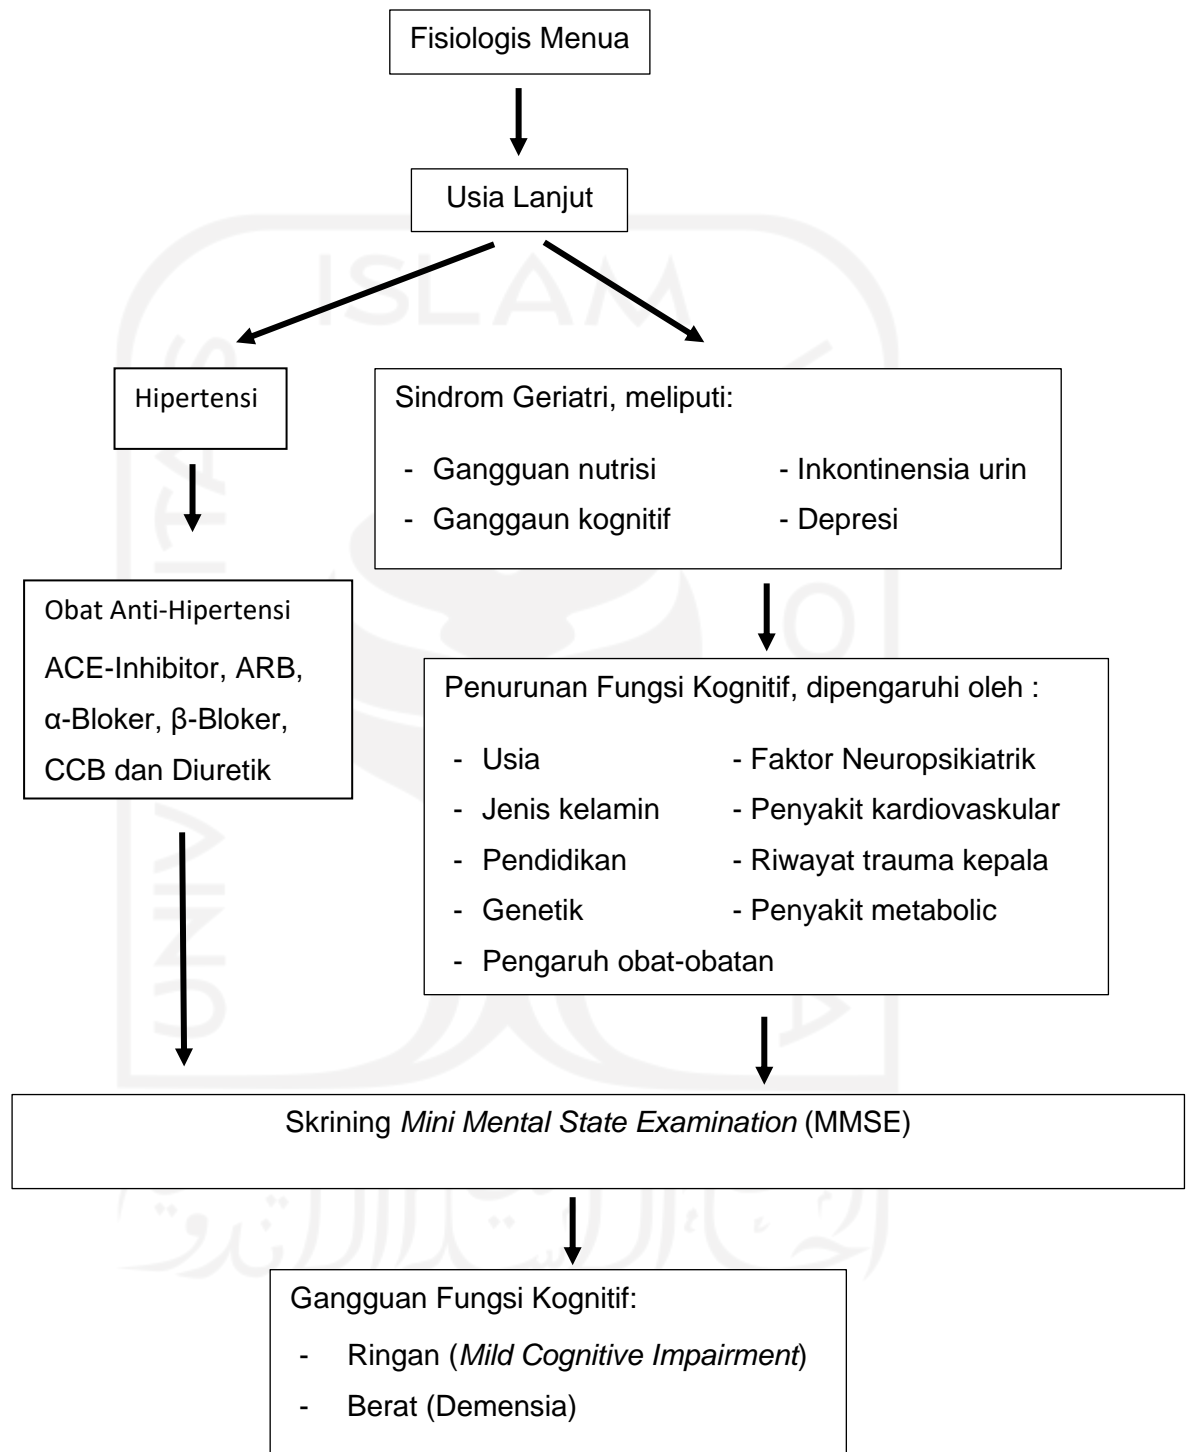 Fisiologis Menua
Usia Lanjut
Hipertensi
Sindrom Geriatri, meliputi:
- Gangguan nutrisi - Inkontinensia urin
- Ganggaun kognitif - Depresi
Obat Anti-Hipertensi
ACE-Inhibitor, ARB,
α-Bloker, β-Bloker,
CCB dan Diuretik
Penurunan Fungsi Kognitif, dipengaruhi oleh :
- Usia - Faktor Neuropsikiatrik
- Jenis kelamin - Penyakit kardiovaskular
- Pendidikan - Riwayat trauma kepala
- Genetik - Penyakit metabolic
- Pengaruh obat-obatan
Skrining Mini Mental State Examination (MMSE)
Gangguan Fungsi Kognitif:
- Ringan (Mild Cognitive Impairment)
- Berat (Demensia)
ISLAM